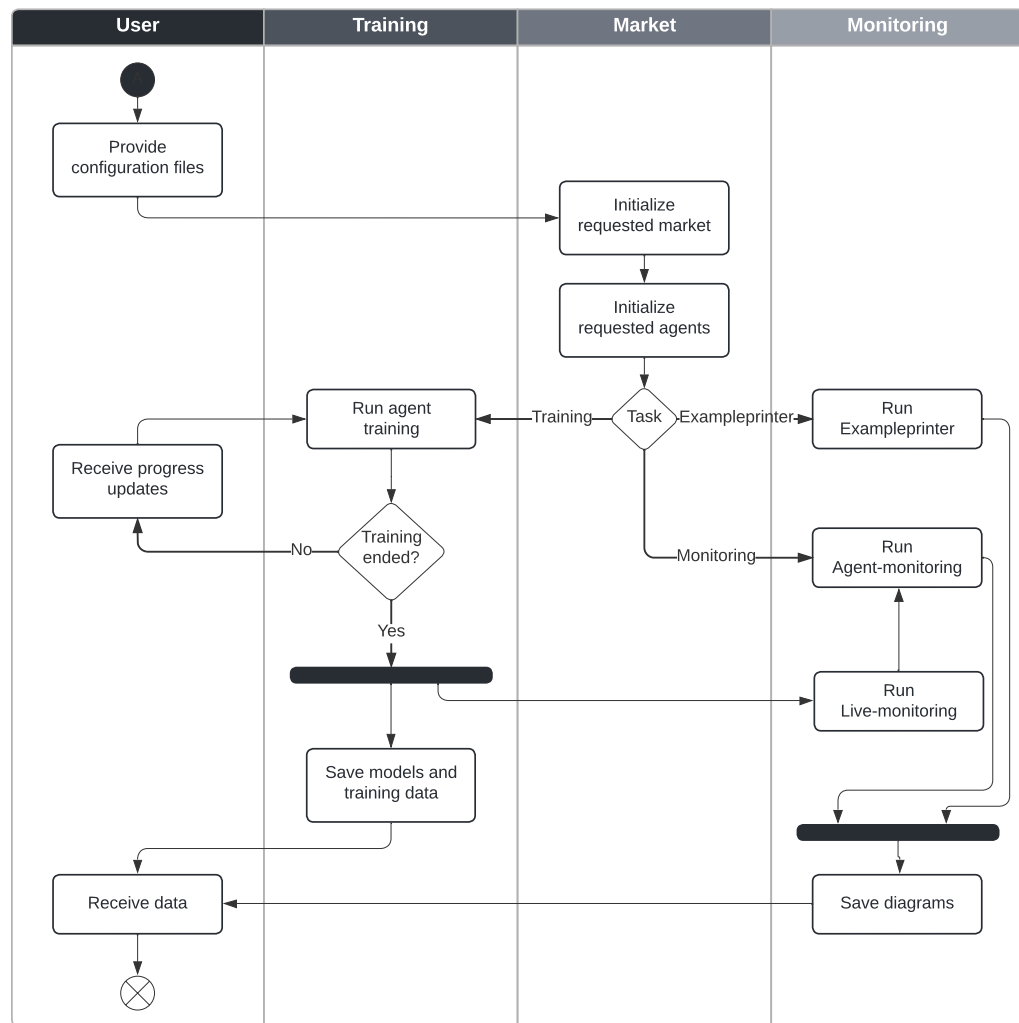 User
Training
Market
Monitoring
Provide
configuration files
Initialize
requested market
Initialize
requested agents
Run agent
training
Training
Task
Exampleprinter
Run
Exampleprinter
Receive progress
updates
No
Training
ended?
Monitoring
Run
Agent-monitoring
Yes
Run
Live-monitoring
Save models and
training data
Receive data
Save diagrams